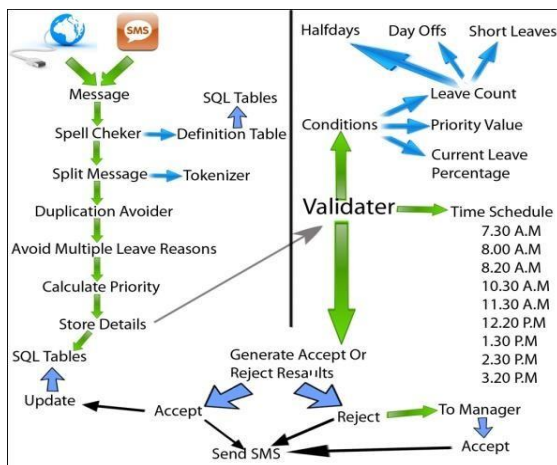 SMS
Message
Spell Cheker
SQL Tables
Definition Table
Split Message
Tokenizer
Duplication Avoider
Avoid Multiple Leave Reasons
Calculate Priority
Store Details
SQL Tables
Update
Halfdays
Day Offs
Short Leaves
Leave Count
Conditions
Priority Value
Current Leave
Percentage
Validater
Time Schedule
7.30 A.M
8.00 A.M
8.20 A.M
10.30 A.M
11.30 A.M
12.20 P.M
1.30 P.M
2.30 P.M
3.20 P.M
Generate Accept Or
Reject Resaults
Accept
Reject
To Manager
Accept
Send SMS